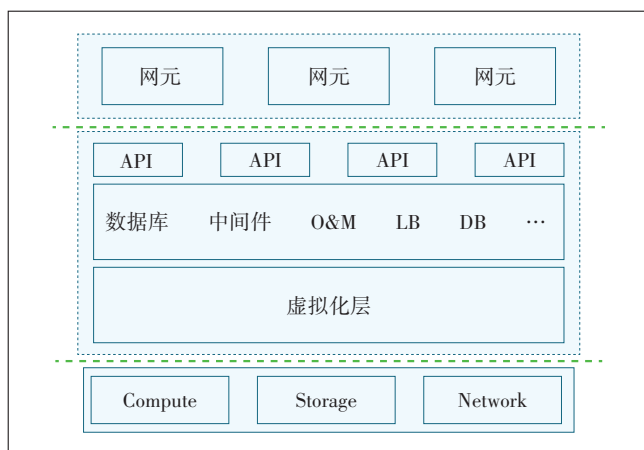 网元 网元 网元
API API API API
数据库 中间件 O&M LB DB …
虚拟化层
Compute Storage Network